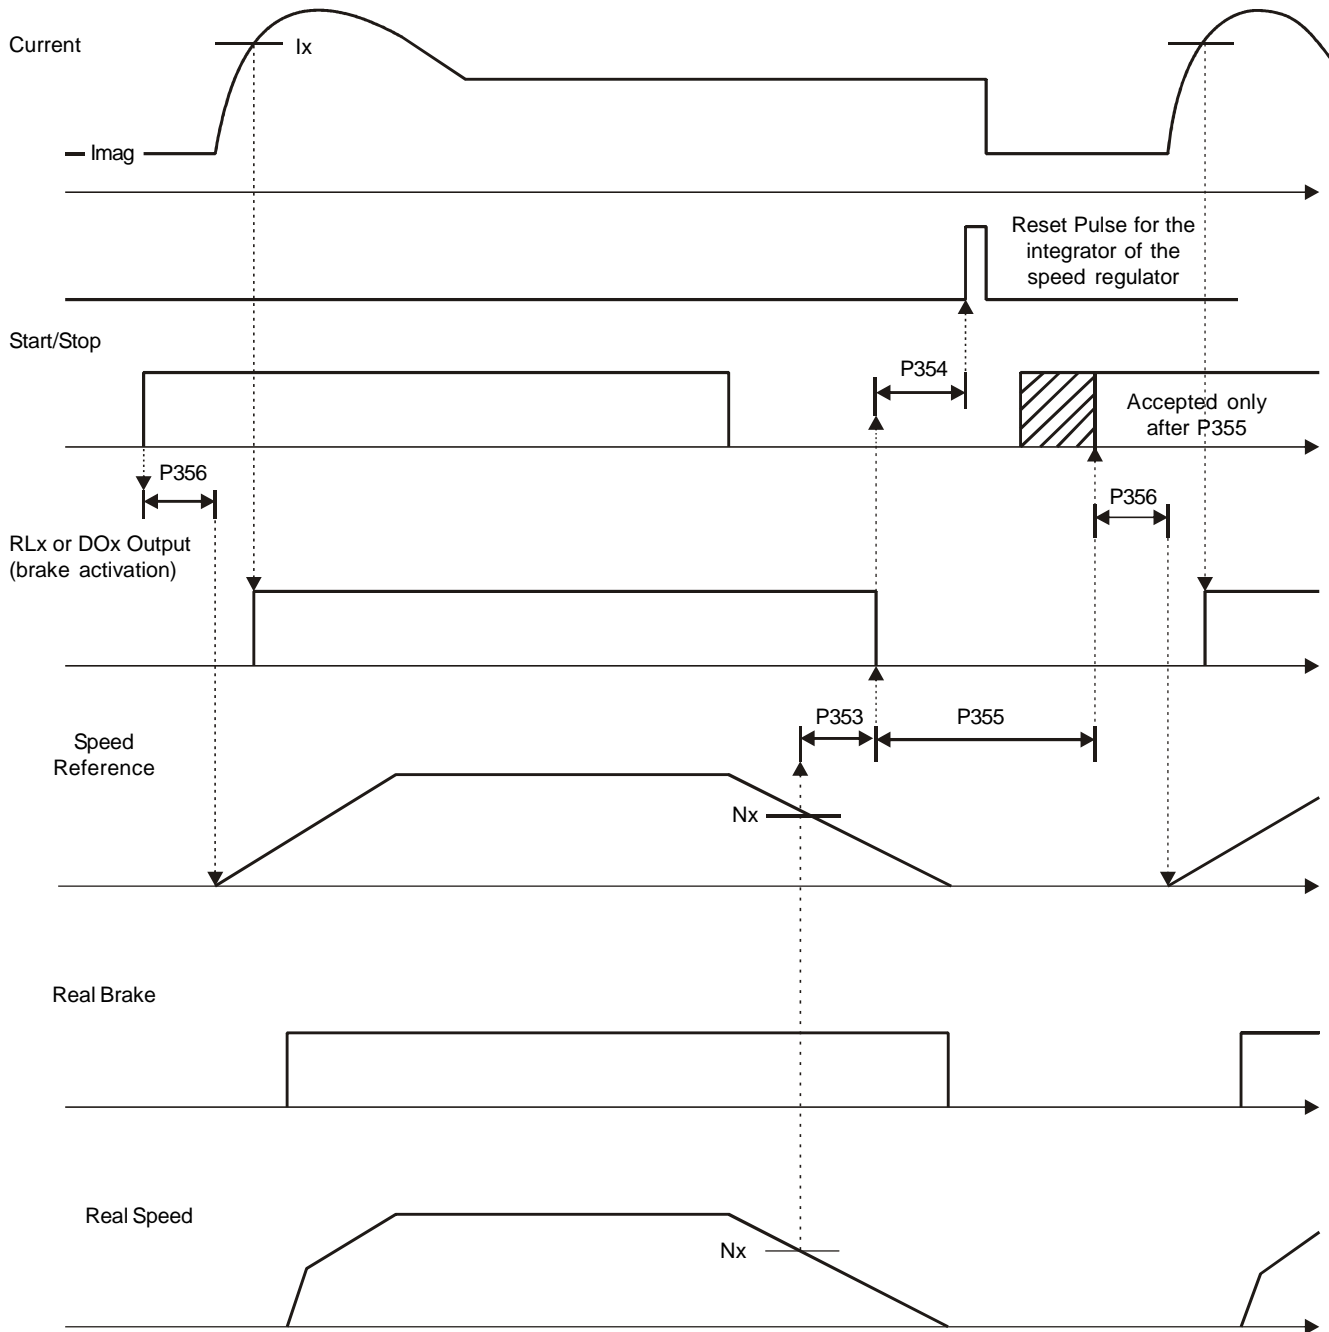 Current
Ix
Imag
Reset Pulse for the
integrator of the
speed regulator
Start/Stop
P354
Accepted only
after P355
P356
P356
RLx or DOx Output
(brake activation)
P353
P355
Speed
Reference
Nx
Real Brake
Real Speed
Nx